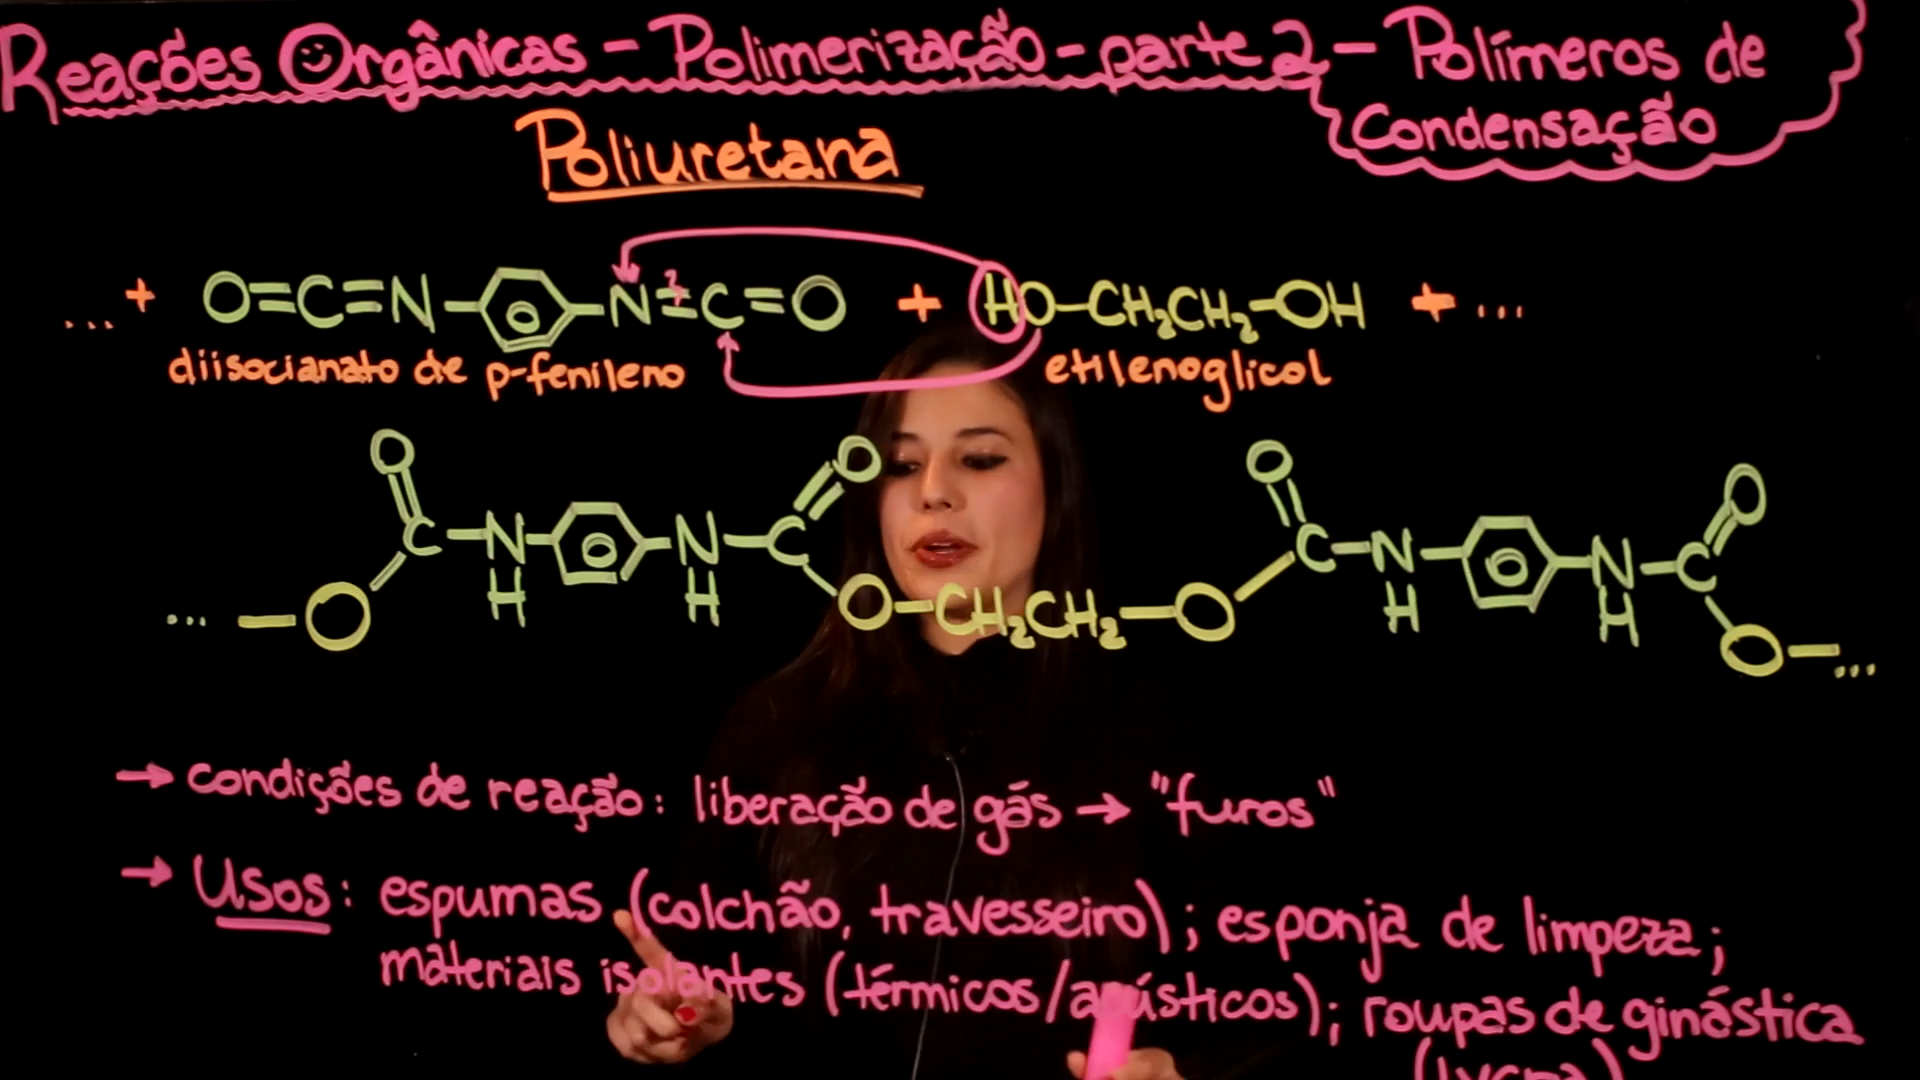 Reações Orgânicas - Polimerização - parte 2 - Polímeros de
Condensação
Poliuretana
... + O=C=N-⌬-N=C=O + HO-CH₂CH₂-OH + ...
diisocianato de p-fenileno
etilenoglicol
O O O O
C-N-⌬-N-C C-N-⌬-N-C
H H H H
...-O O-CH₂CH₂-O O-...
→ condições de reação: liberação de gás → "furos"
→ Usos: espumas (colchão, travesseiro); esponja de limpeza;
materiais isolantes (térmicos/acústicos); roupas de ginástica
(lycra)